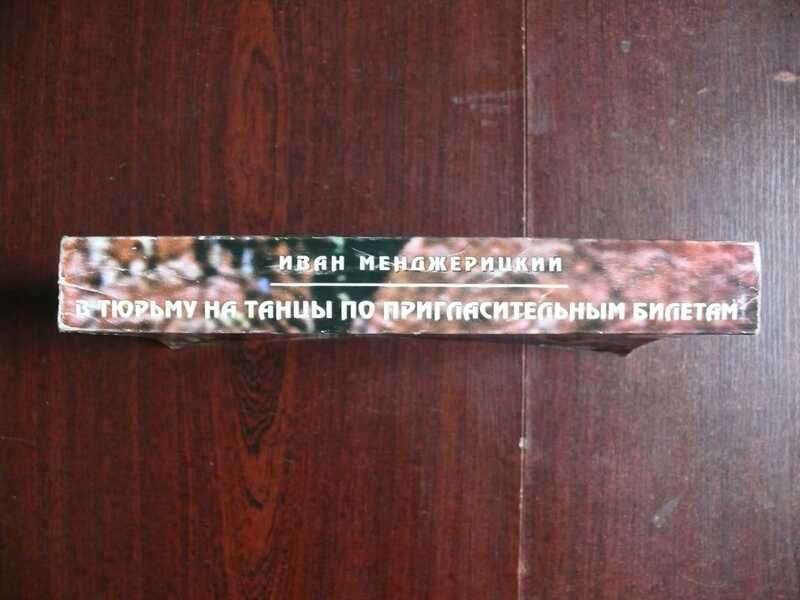 ИВАН МЕНДЖЕРИЦКИЙ
В ТЮРЬМУ НА ТАНЦЫ ПО ПРИГЛАСИТЕЛЬНЫМ БИЛЕТАМ